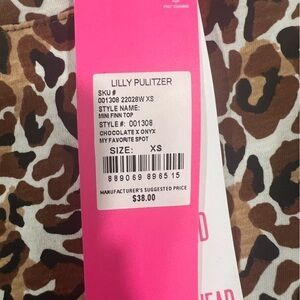 LILLY PULITZER
SKU #
001308 22028W XS
STYLE NAME:
MINI FINN TOP
STYLE #: 001308
CHOCOLATE X ONYX
MY FAVORITE SPOT
SIZE: XS
889069 896515
MANUFACTURER'S SUGGESTED PRICE
$38.00